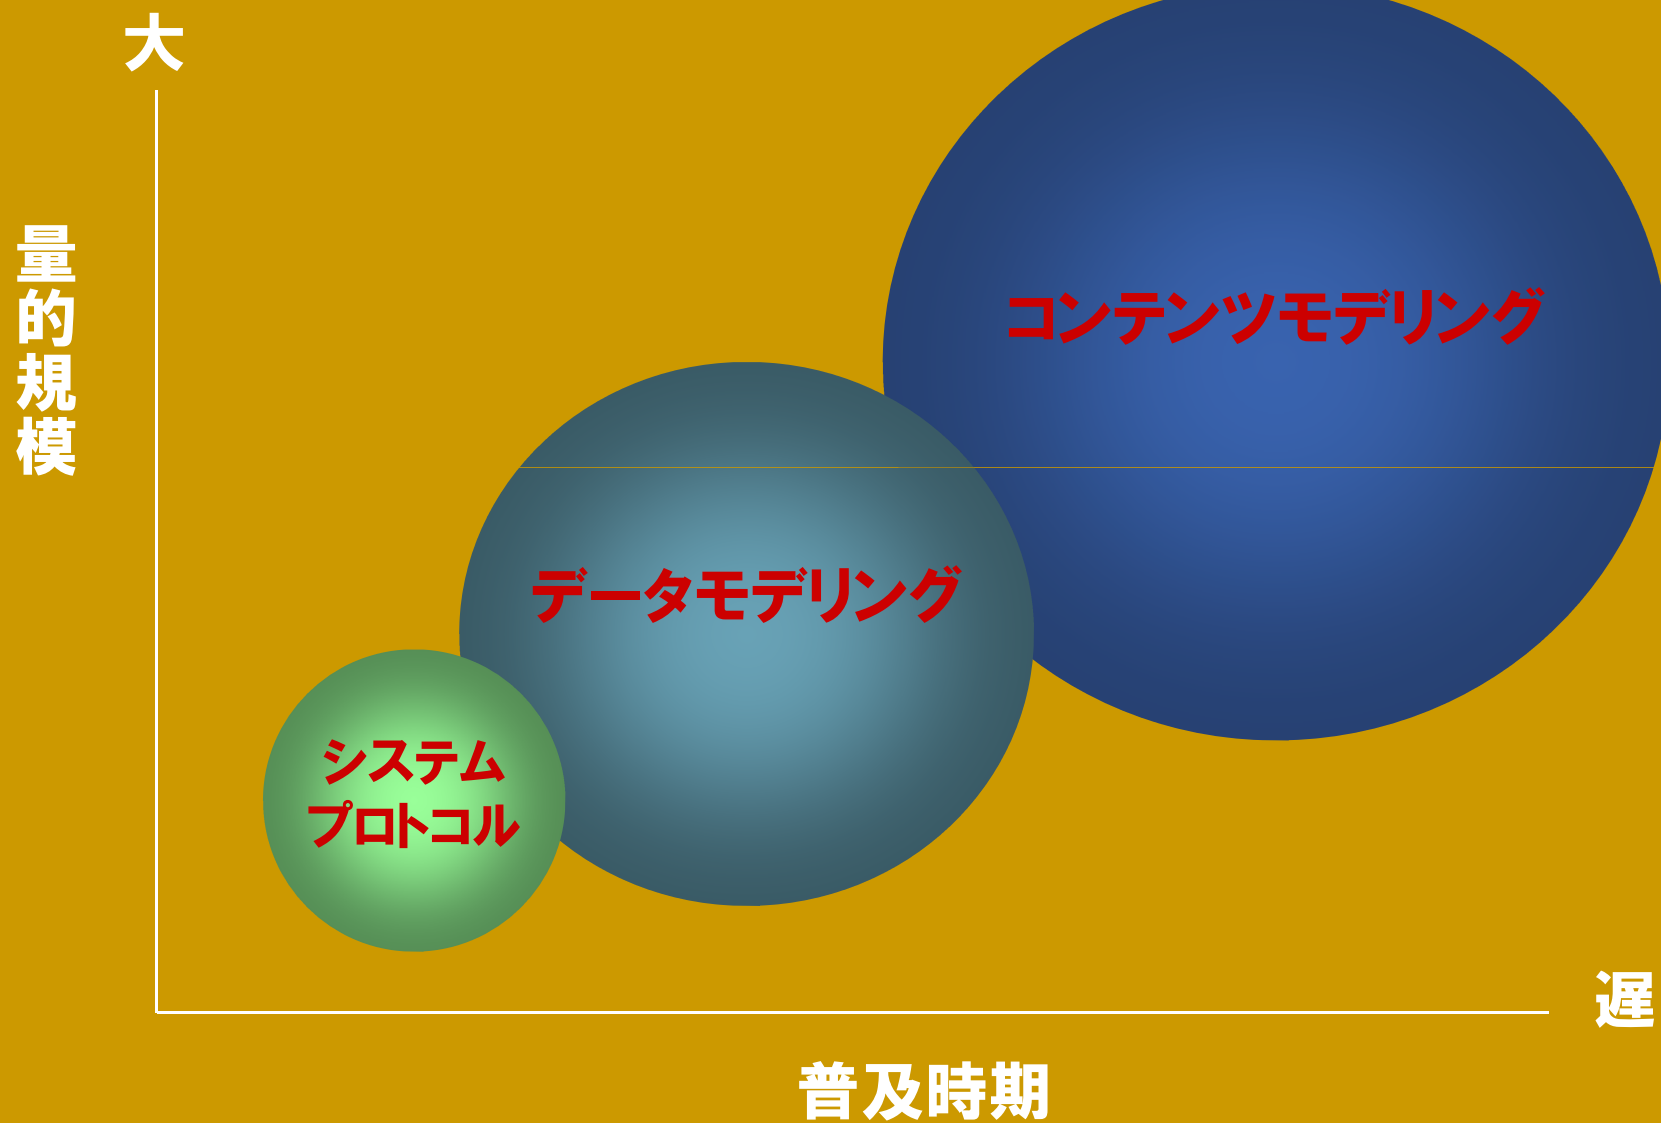 大
量的規模
コンテンツモデリング
データモデリング
システム
プロトコル
遅
普及時期